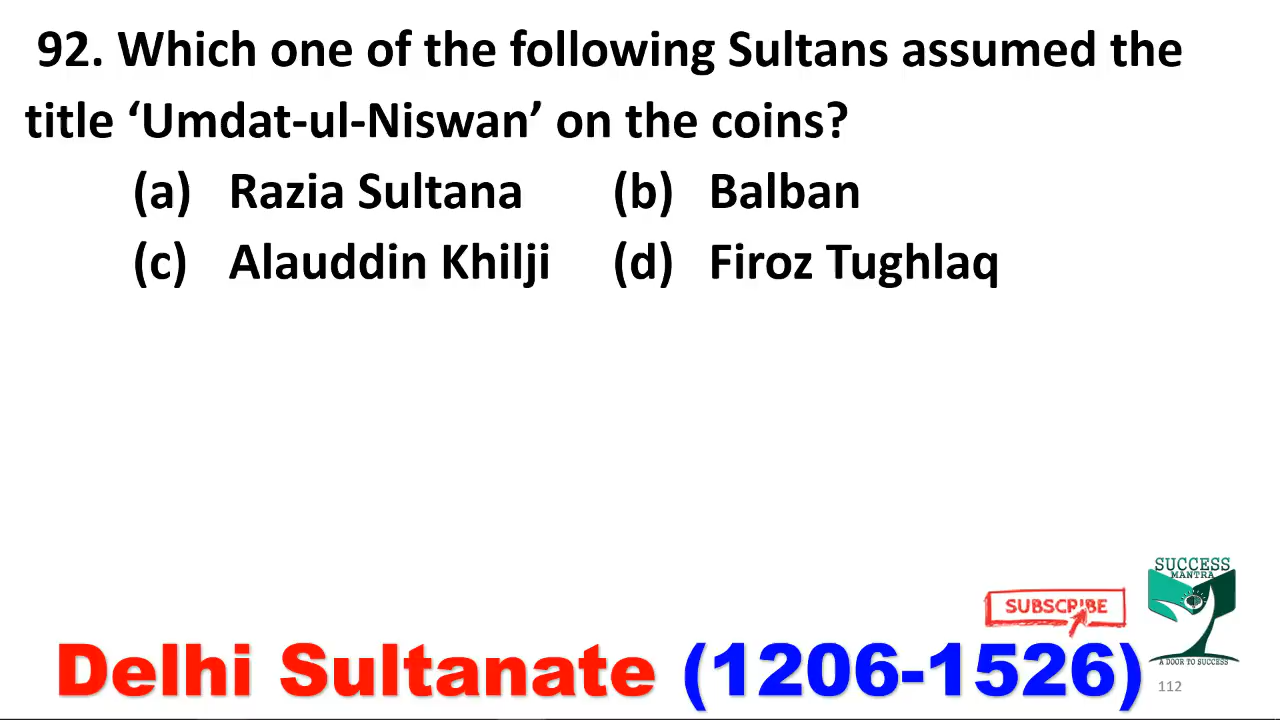 92. Which one of the following Sultans assumed the
title ‘Umdat-ul-Niswan’ on the coins?
(a) Razia Sultana (b) Balban
(c) Alauddin Khilji (d) Firoz Tughlaq
SUCCESS
MANTRA
SUBSCRIBE
Delhi Sultanate (1206-1526)
A DOOR TO SUCCESS
112